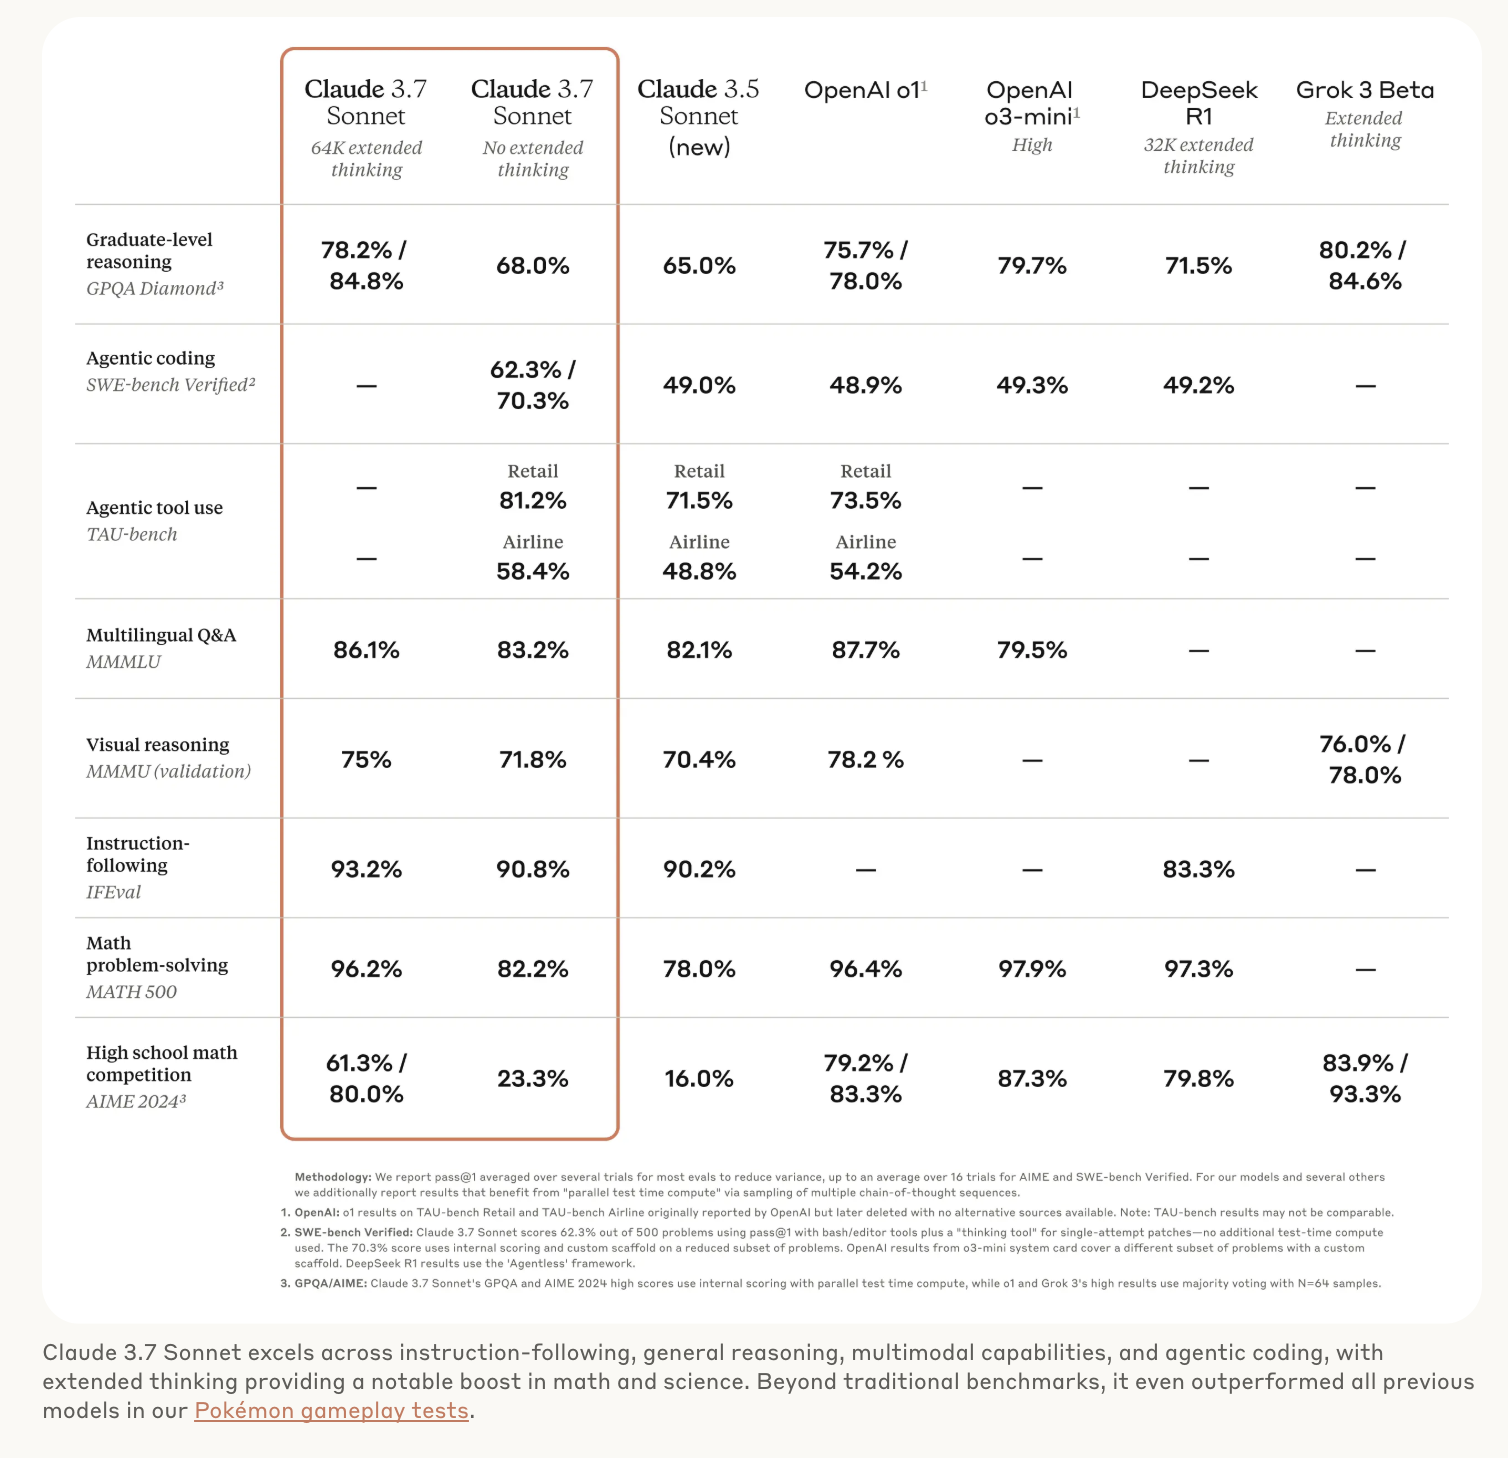 Claude 3.7 Sonnet
64K extended thinking
Claude 3.7 Sonnet
No extended thinking
Claude 3.5 Sonnet (new)
OpenAI o1¹
OpenAI o3-mini¹
High
DeepSeek R1
32K extended thinking
Grok 3 Beta
Extended thinking
Graduate-level reasoning
GPQA Diamond³
78.2% / 84.8%
68.0%
65.0%
75.7% / 78.0%
79.7%
71.5%
80.2% / 84.6%
Agentic coding
SWE-bench Verified²
—
62.3% / 70.3%
49.0%
48.9%
49.3%
49.2%
—
Agentic tool use
TAU-bench
—
Retail 81.2%
Retail 71.5%
Retail 73.5%
—
—
—
—
Airline 58.4%
Airline 48.8%
Airline 54.2%
—
—
—
Multilingual Q&A
MMMLU
86.1%
83.2%
82.1%
87.7%
79.5%
—
—
Visual reasoning
MMMU (validation)
75%
71.8%
70.4%
78.2 %
—
—
76.0% / 78.0%
Instruction-following
IFEval
93.2%
90.8%
90.2%
—
—
83.3%
—
Math problem-solving
MATH 500
96.2%
82.2%
78.0%
96.4%
97.9%
97.3%
—
High school math competition
AIME 2024³
61.3% / 80.0%
23.3%
16.0%
79.2% / 83.3%
87.3%
79.8%
83.9% / 93.3%
Methodology: We report pass@1 averaged over several trials for most evals to reduce variance, up to an average over 16 trials for AIME and SWE-bench Verified. For our models and several others
we additionally report results that benefit from "parallel test time compute" via sampling of multiple chain-of-thought sequences.
1. OpenAI: o1 results on TAU-bench Retail and TAU-bench Airline originally reported by OpenAI but later deleted with no alternative sources available. Note: TAU-bench results may not be comparable.
2. SWE-bench Verified: Claude 3.7 Sonnet scores 62.3% out of 500 problems using pass@1 with bash/editor tools plus a "thinking tool" for single-attempt patches—no additional test-time compute
used. The 70.3% score uses internal scoring and custom scaffold on a reduced subset of problems. OpenAI results from o3-mini system card cover a different subset of problems with a custom
scaffold. DeepSeek R1 results use the 'Agentless' framework.
3. GPQA/AIME: Claude 3.7 Sonnet's GPQA and AIME 2024 high scores use internal scoring with parallel test time compute, while o1 and Grok 3's high results use majority voting with N=64 samples.
Claude 3.7 Sonnet excels across instruction-following, general reasoning, multimodal capabilities, and agentic coding, with
extended thinking providing a notable boost in math and science. Beyond traditional benchmarks, it even outperformed all previous
models in our Pokémon gameplay tests.